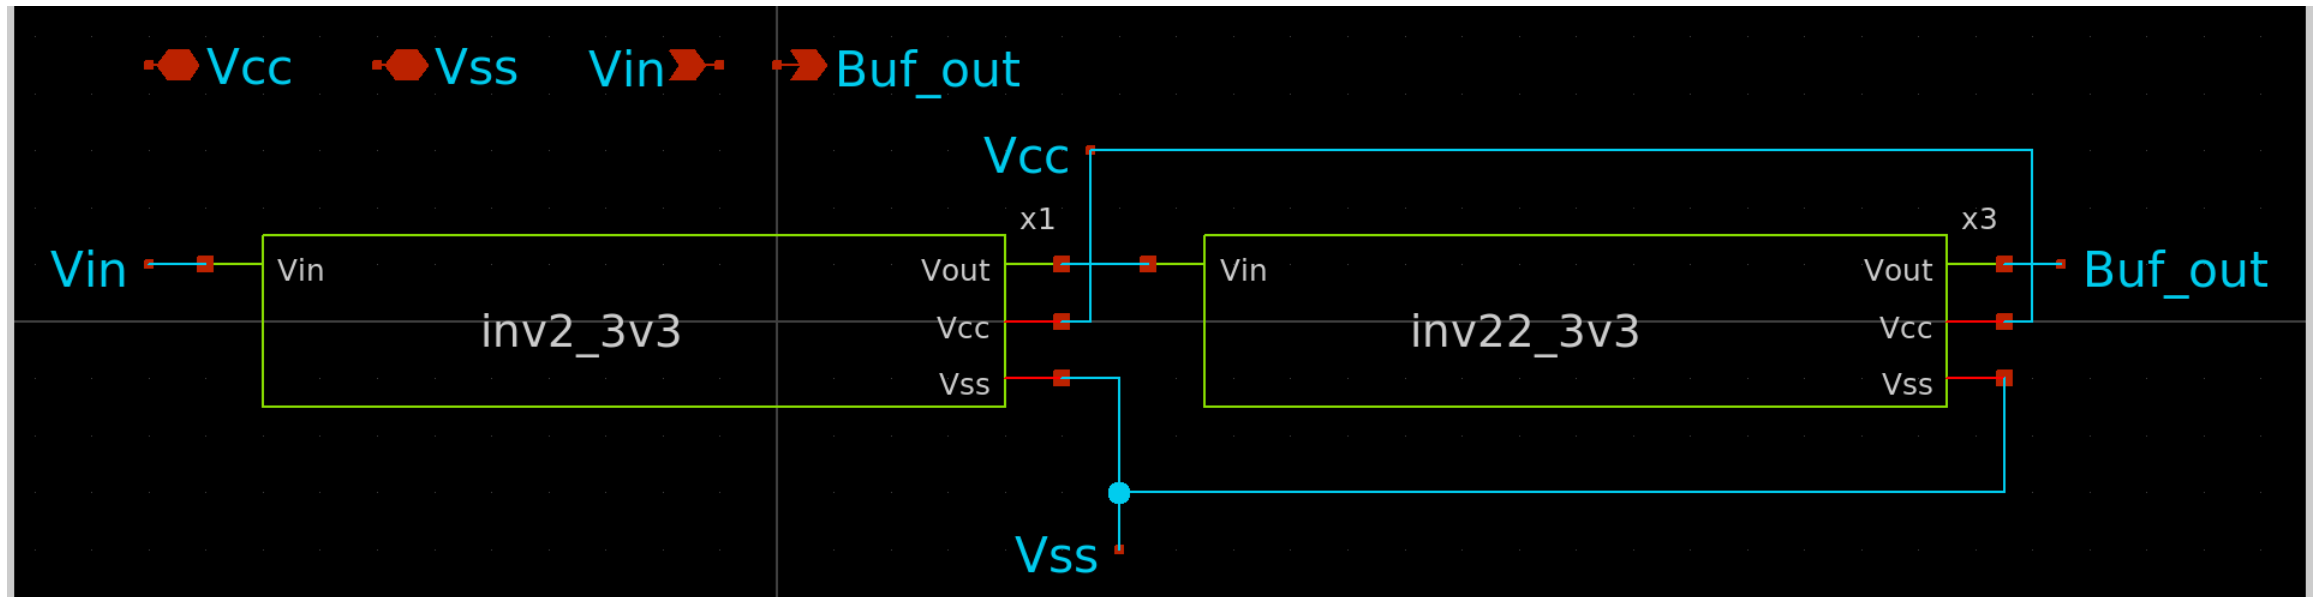 Vcc Vss Vin Buf_out
Vcc
x1 x3
Vin Vin Vout Vin Vout Buf_out
inv2_3v3 Vcc inv22_3v3 Vcc
Vss Vss
Vss